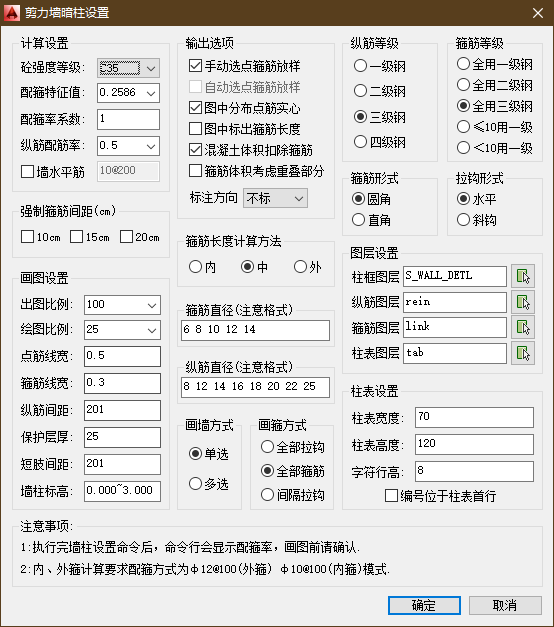 剪力墙暗柱设置
计算设置
砼强度等级: C35
配箍特征值: 0.2586
配箍率系数: 1
纵筋配筋率: 0.5
墙水平筋 10@200
强制箍筋间距(cm)
10cm 15cm 20cm
画图设置
出图比例: 100
绘图比例: 25
点筋线宽: 0.5
箍筋线宽: 0.3
纵筋间距: 201
保护层厚: 25
短肢间距: 201
墙柱标高: 0.000~3.000
输出选项
手动选点箍筋放样
自动选点箍筋放样
图中分布点筋实心
图中标出箍筋长度
混凝土体积扣除箍筋
箍筋体积考虑重叠部分
标注方向 不标
箍筋长度计算方法
内 中 外
箍筋直径(注意格式)
6 8 10 12 14
纵筋直径(注意格式)
8 12 14 16 18 20 22 25
画墙方式
单选
多选
画箍方式
全部拉钩
全部箍筋
间隔拉钩
纵筋等级
一级钢
二级钢
三级钢
四级钢
箍筋等级
全用一级钢
全用二级钢
全用三级钢
≤10用一级
<10用一级
箍筋形式
圆角
直角
拉钩形式
水平
斜钩
图层设置
柱框图层 S_WALL_DETL
纵筋图层 rein
箍筋图层 link
柱表图层 tab
柱表设置
柱表宽度: 70
柱表高度: 120
字符行高: 8
编号位于柱表首行
注意事项:
1:执行完墙柱设置命令后，命令行会显示配箍率，画图前请确认.
2:内、外箍计算要求配箍方式为φ12@100(外箍) φ10@100(内箍)模式.
确定 取消